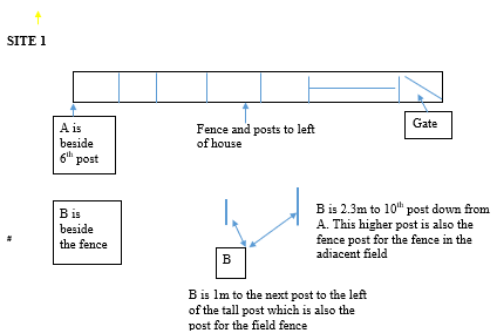 SITE 1
A is
beside
6th post
Fence and posts to left
of house
Gate
B is
beside
the fence
#
B
B is 2.3m to 10th post down from
A. This higher post is also the
fence post for the fence in the
adjacent field
B is 1m to the next post to the left
of the tall post which is also the
post for the field fence